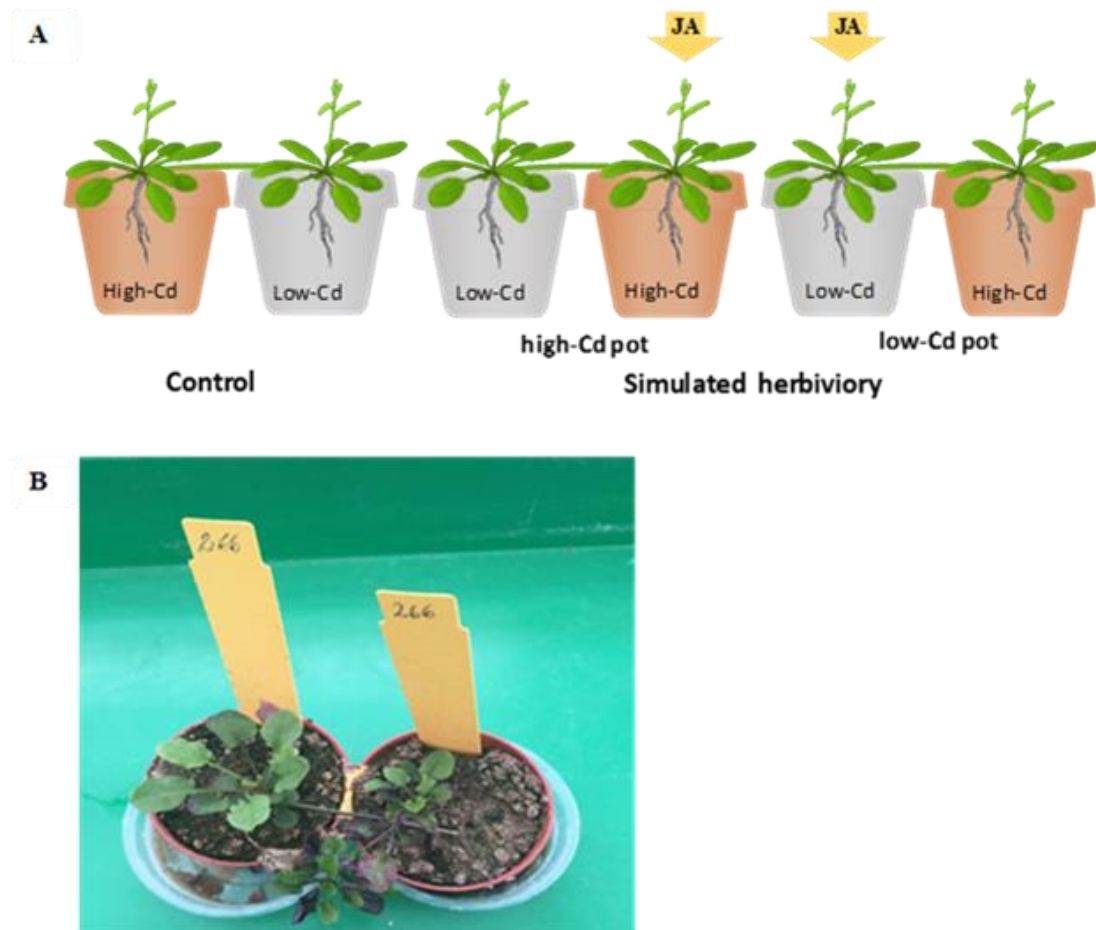 A
JA JA
High-Cd Low-Cd Low-Cd High-Cd Low-Cd High-Cd
high-Cd pot low-Cd pot
Control Simulated herbiviory
B
266
266